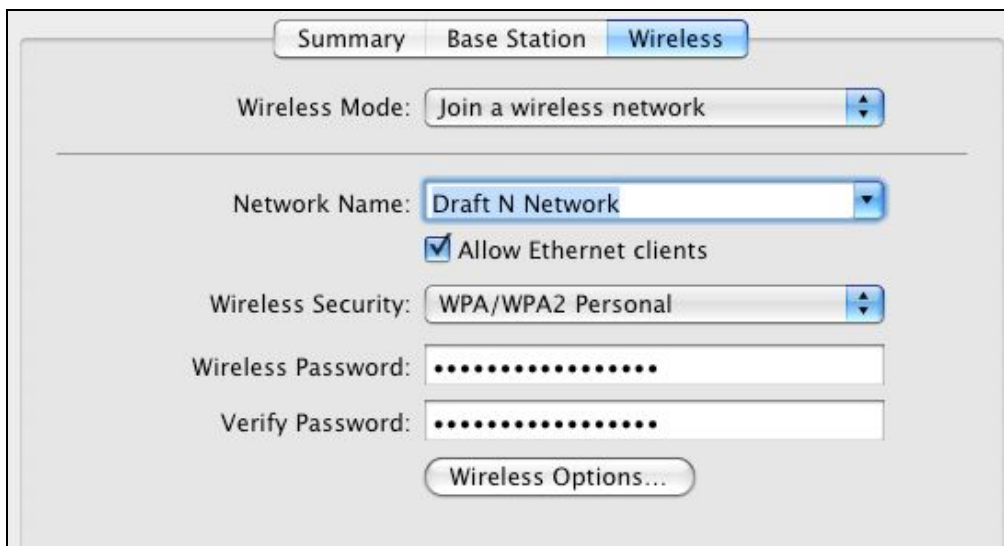 Summary Base Station Wireless
Wireless Mode: Join a wireless network
Network Name: Draft N Network
Allow Ethernet clients
Wireless Security: WPA/WPA2 Personal
Wireless Password: •••••••••••••••••
Verify Password: •••••••••••••••••
Wireless Options...